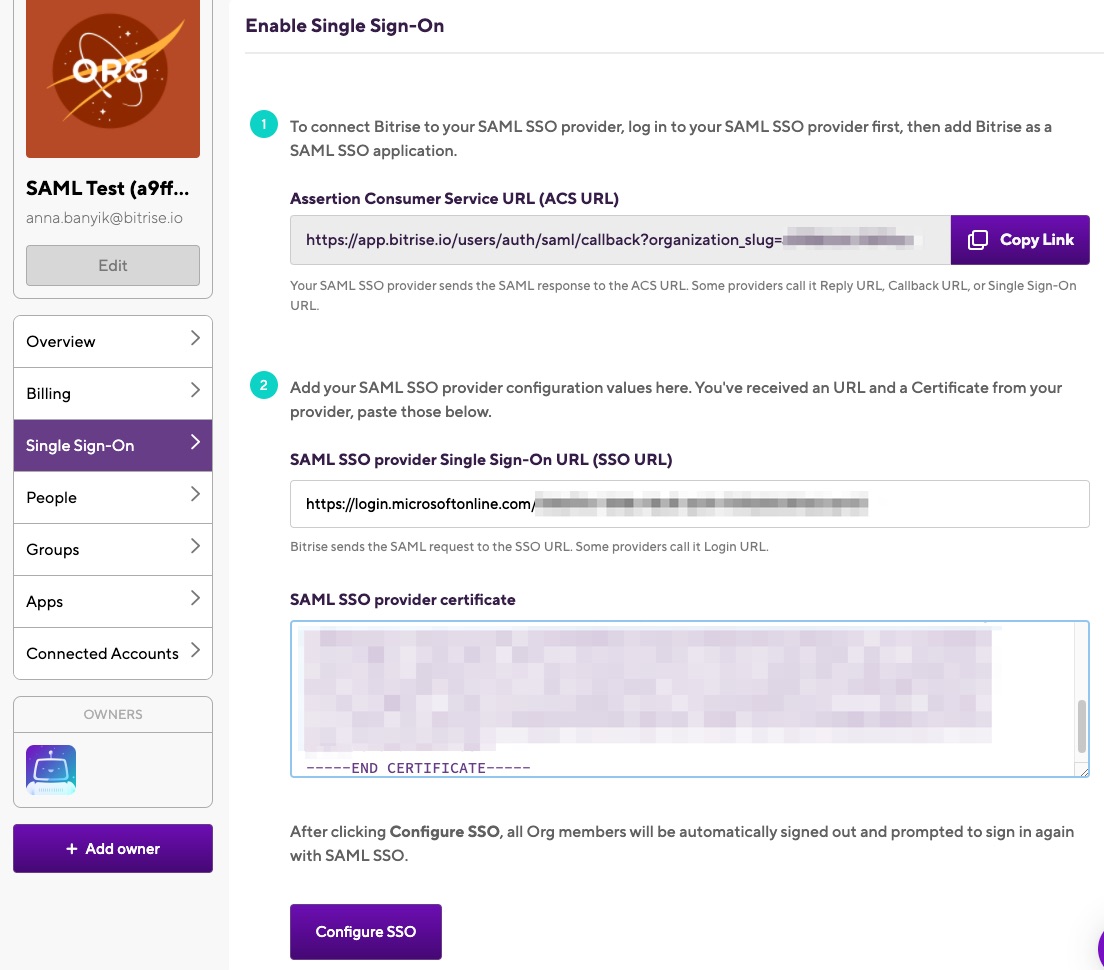 ORG
SAML Test (a9ff...
anna.banyik@bitrise.io
Edit
Overview
Billing
Single Sign-On
People
Groups
Apps
Connected Accounts
OWNERS
+ Add owner
Enable Single Sign-On
1
To connect Bitrise to your SAML SSO provider, log in to your SAML SSO provider first, then add Bitrise as a
SAML SSO application.
Assertion Consumer Service URL (ACS URL)
https://app.bitrise.io/users/auth/saml/callback?organization_slug=
Copy Link
Your SAML SSO provider sends the SAML response to the ACS URL. Some providers call it Reply URL, Callback URL, or Single Sign-On
URL.
2
Add your SAML SSO provider configuration values here. You've received an URL and a Certificate from your
provider, paste those below.
SAML SSO provider Single Sign-On URL (SSO URL)
https://login.microsoftonline.com/
Bitrise sends the SAML request to the SSO URL. Some providers call it Login URL.
SAML SSO provider certificate
-----END CERTIFICATE-----
After clicking Configure SSO, all Org members will be automatically signed out and prompted to sign in again
with SAML SSO.
Configure SSO